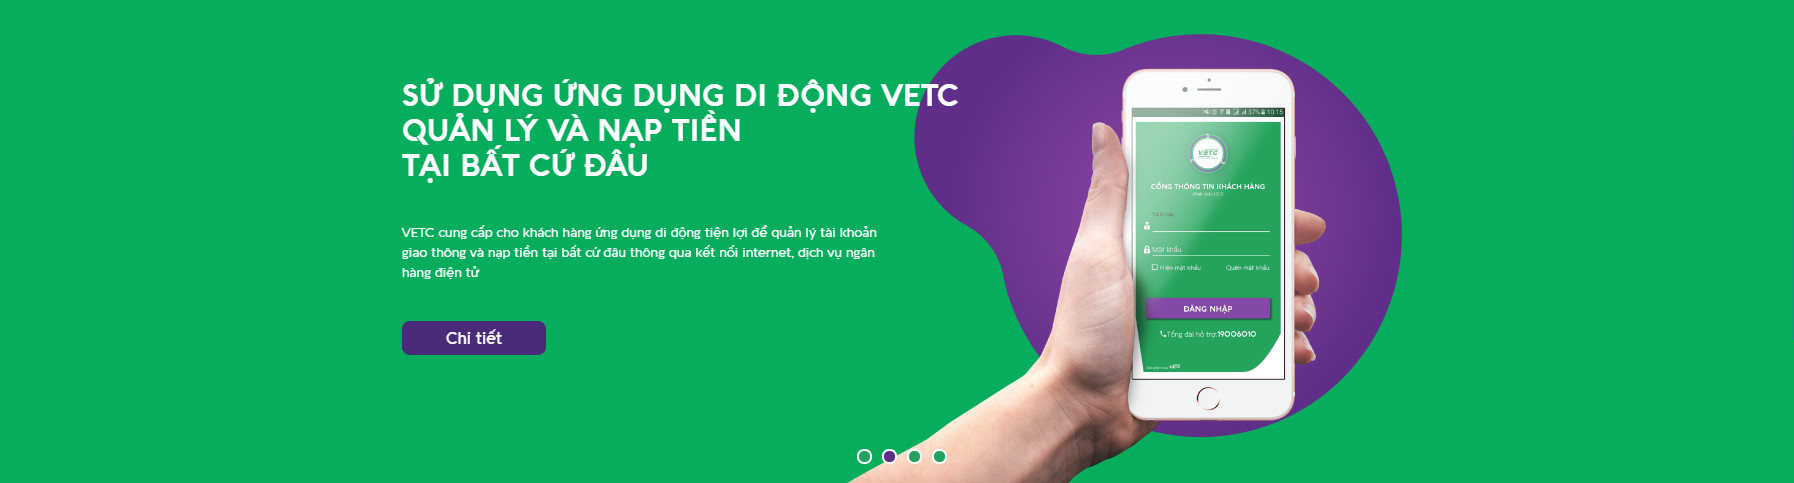 SỬ DỤNG ỨNG DỤNG DI ĐỘNG VETC
QUẢN LÝ VÀ NẠP TIỀN
TẠI BẤT CỨ ĐÂU
VETC cung cấp cho khách hàng ứng dụng di động tiện lợi để quản lý tài khoản
giao thông và nạp tiền tại bất cứ đâu thông qua kết nối internet, dịch vụ ngân
hàng điện tử
Chi tiết
37% 10:15
VETC
CỔNG THÔNG TIN KHÁCH HÀNG
Tài khoản
Mật khẩu
Hiện mật khẩu Quên mật khẩu
ĐĂNG NHẬP
Tổng đài hỗ trợ:19006010
VETC